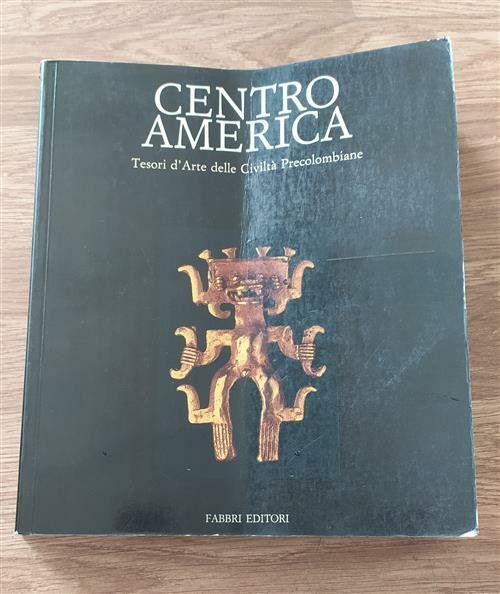 CENTRO
AMERICA
Tesori d'Arte delle Civiltà Precolombiane
FABBRI EDITORI